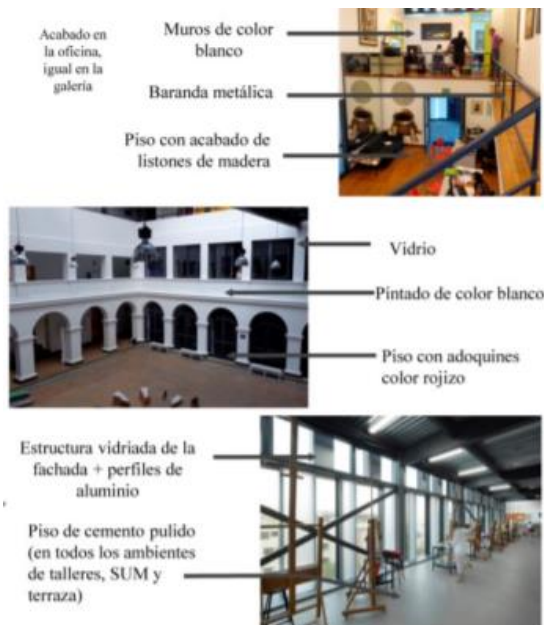 Acabado en
la oficina,
igual en la
galería
Muros de color
blanco
Baranda metálica
Piso con acabado de
listones de madera
Vidrio
Pintado de color blanco
Piso con adoquines
color rojizo
Estructura vidriada de la
fachada + perfiles de
aluminio
Piso de cemento pulido
(en todos los ambientes
de talleres, SUM y
terraza)